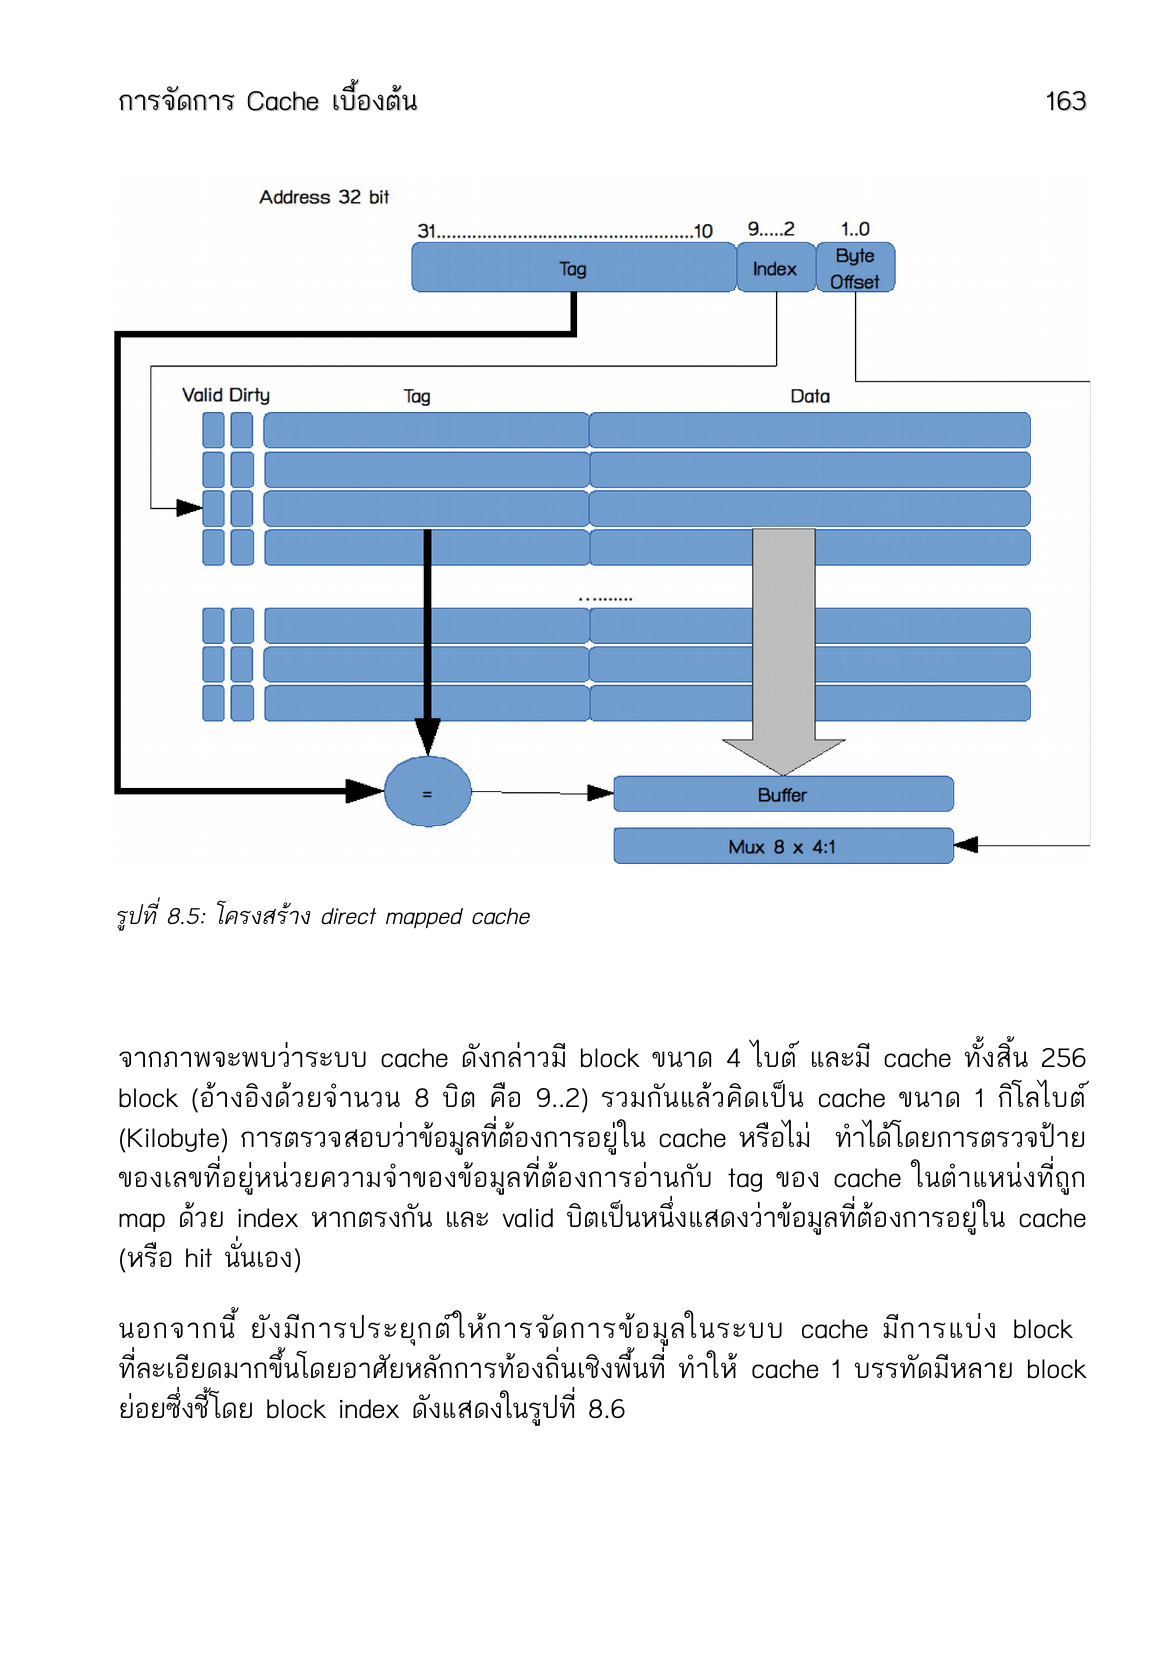 การจัดการ Cache เบื้องต้น 163
Address 32 bit
31..................................................10 9.....2 1..0
Tag Index Byte Offset
Valid Dirty Tag Data
...........
= Buffer
Mux 8 x 4:1
รูปที่ 8.5: โครงสร้าง direct mapped cache
จากภาพจะพบว่าระบบ cache ดังกล่าวมี block ขนาด 4 ไบต์ และมี cache ทั้งสิ้น 256
block (อ้างอิงด้วยจำนวน 8 บิต คือ 9..2) รวมกันแล้วคิดเป็น cache ขนาด 1 กิโลไบต์
(Kilobyte) การตรวจสอบว่าข้อมูลที่ต้องการอยู่ใน cache หรือไม่ ทำได้โดยการตรวจป้าย
ของเลขที่อยู่หน่วยความจำของข้อมูลที่ต้องการอ่านกับ tag ของ cache ในตำแหน่งที่ถูก
map ด้วย index หากตรงกัน และ valid บิตเป็นหนึ่งแสดงว่าข้อมูลที่ต้องการอยู่ใน cache
(หรือ hit นั่นเอง)
นอกจากนี้ ยังมีการประยุกต์ให้การจัดการข้อมูลในระบบ cache มีการแบ่ง block
ที่ละเอียดมากขึ้นโดยอาศัยหลักการท้องถิ่นเชิงพื้นที่ ทำให้ cache 1 บรรทัดมีหลาย block
ย่อยซึ่งชี้โดย block index ดังแสดงในรูปที่ 8.6